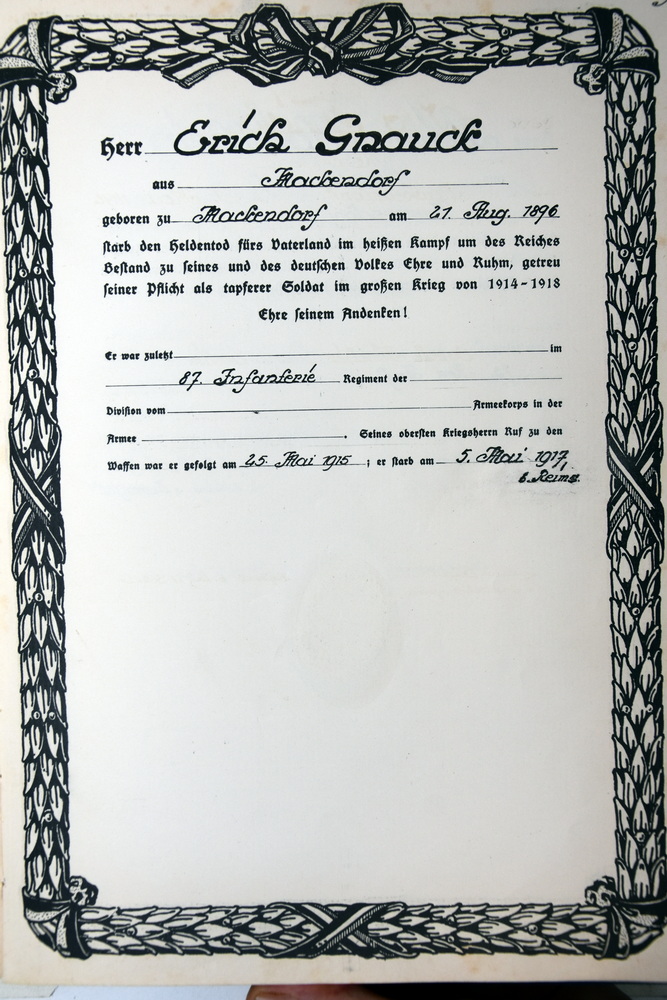 Herr Erich Gnauck
aus Mackendorf
geboren zu Mackendorf am 21. Aug. 1896
starb den Heldentod fürs Vaterland im heißen Kampf um des Reiches
Bestand zu seines und des deutschen Volkes Ehre und Ruhm, getreu
seiner Pflicht als tapferer Soldat im großen Krieg von 1914-1918
Ehre seinem Andenken!
Er war zuletzt im
87. Infanterie Regiment der
Division vom Armeekorps in der
Armee . Seines obersten Kriegsherrn Ruf zu den
Waffen war er gefolgt am 25. Mai 1915 ; er starb am 5. Mai 1917,
b. Reims.